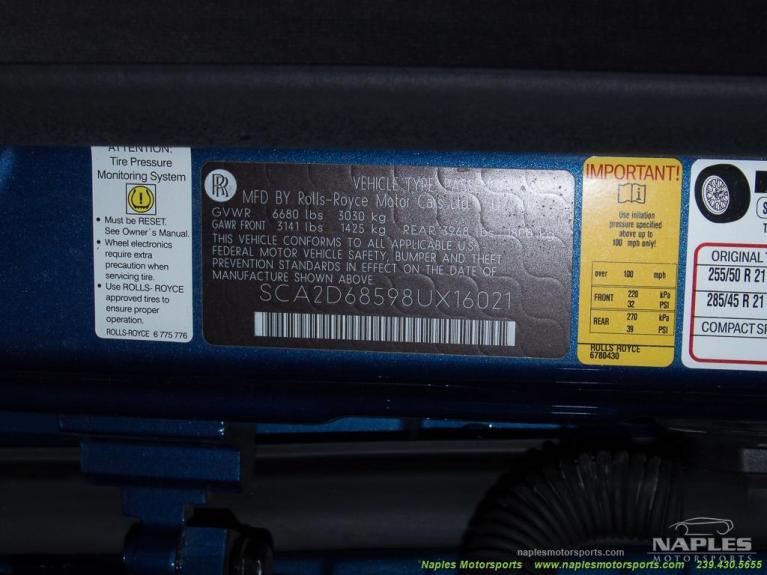 ATTENTION:
Tire Pressure
Monitoring System
• Must be RESET.
See Owner's Manual.
• Wheel electronics
require extra
precaution when
servicing tire.
• Use ROLLS- ROYCE
approved tires to
ensure proper
operation.
ROLLS-ROYCE 6 775 776
RR
VEHICLE TYPE
MFD BY Rolls-Royce Motor Cars Ltd
GVWR 6680 lbs 3030 kg
GAWR FRONT 3141 lbs 1425 kg REAR 3968 lbs
THIS VEHICLE CONFORMS TO ALL APPLICABLE U.S.
FEDERAL MOTOR VEHICLE SAFETY, BUMPER AND THEFT
PREVENTION STANDARDS IN EFFECT ON THE DATE OF
MANUFACTURE SHOWN ABOVE
SCA2D68598UX16021
IMPORTANT!
Use inflation
pressure specified
above up to
100 mph only!
over 100 mph
FRONT 220 kPa
32 PSI
REAR 270 kPa
39 PSI
ROLLS ROYCE
6780430
ORIGINAL T
255/50 R 21
285/45 R 21
COMPACT SP
NAPLES
MOTORSPORTS
naplesmotorsports.com
Naples Motorsports - www.naplesmotorsports.com - 239.430.5655